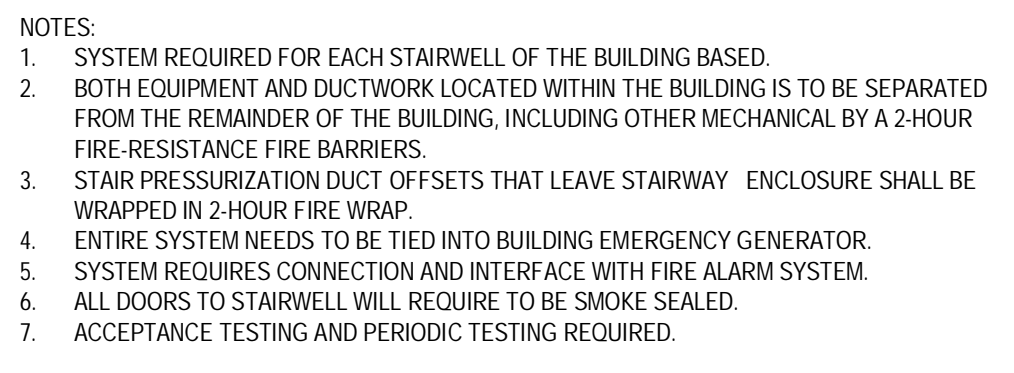 NOTES:
1. SYSTEM REQUIRED FOR EACH STAIRWELL OF THE BUILDING BASED.
2. BOTH EQUIPMENT AND DUCTWORK LOCATED WITHIN THE BUILDING IS TO BE SEPARATED
FROM THE REMAINDER OF THE BUILDING, INCLUDING OTHER MECHANICAL BY A 2-HOUR
FIRE-RESISTANCE FIRE BARRIERS.
3. STAIR PRESSURIZATION DUCT OFFSETS THAT LEAVE STAIRWAY ENCLOSURE SHALL BE
WRAPPED IN 2-HOUR FIRE WRAP.
4. ENTIRE SYSTEM NEEDS TO BE TIED INTO BUILDING EMERGENCY GENERATOR.
5. SYSTEM REQUIRES CONNECTION AND INTERFACE WITH FIRE ALARM SYSTEM.
6. ALL DOORS TO STAIRWELL WILL REQUIRE TO BE SMOKE SEALED.
7. ACCEPTANCE TESTING AND PERIODIC TESTING REQUIRED.